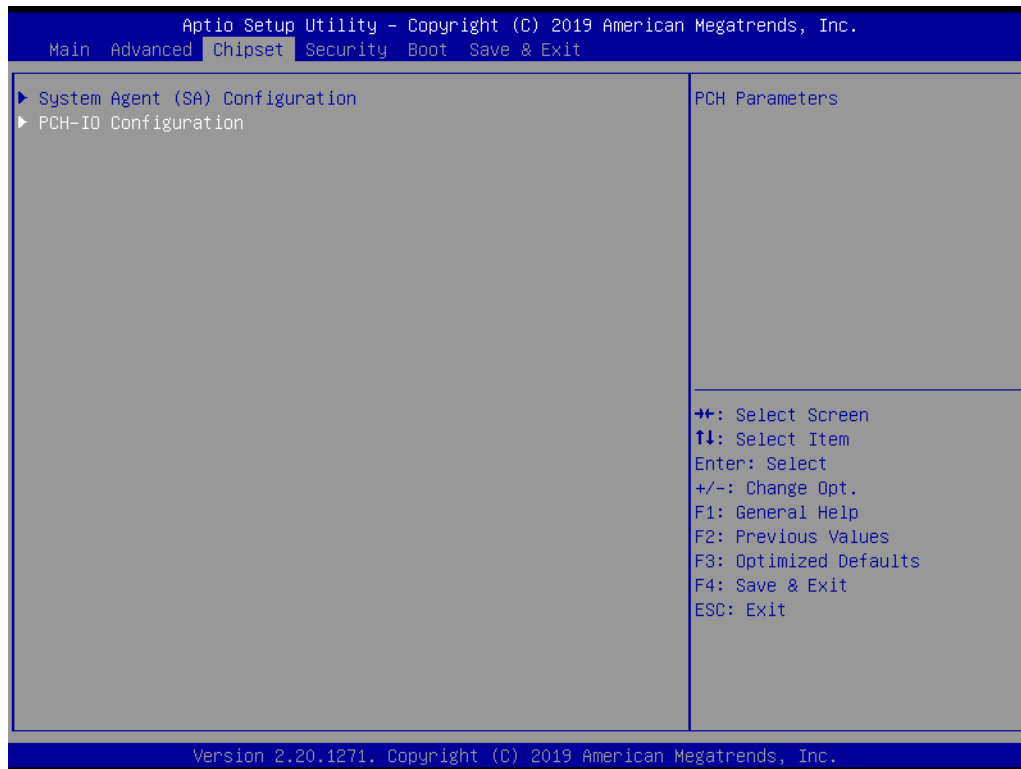 Aptio Setup Utility – Copyright (C) 2019 American Megatrends, Inc.
Main Advanced Chipset Security Boot Save & Exit
▶ System Agent (SA) Configuration
▶ PCH-IO Configuration
PCH Parameters
→←: Select Screen
↑↓: Select Item
Enter: Select
+/-: Change Opt.
F1: General Help
F2: Previous Values
F3: Optimized Defaults
F4: Save & Exit
ESC: Exit
Version 2.20.1271. Copyright (C) 2019 American Megatrends, Inc.